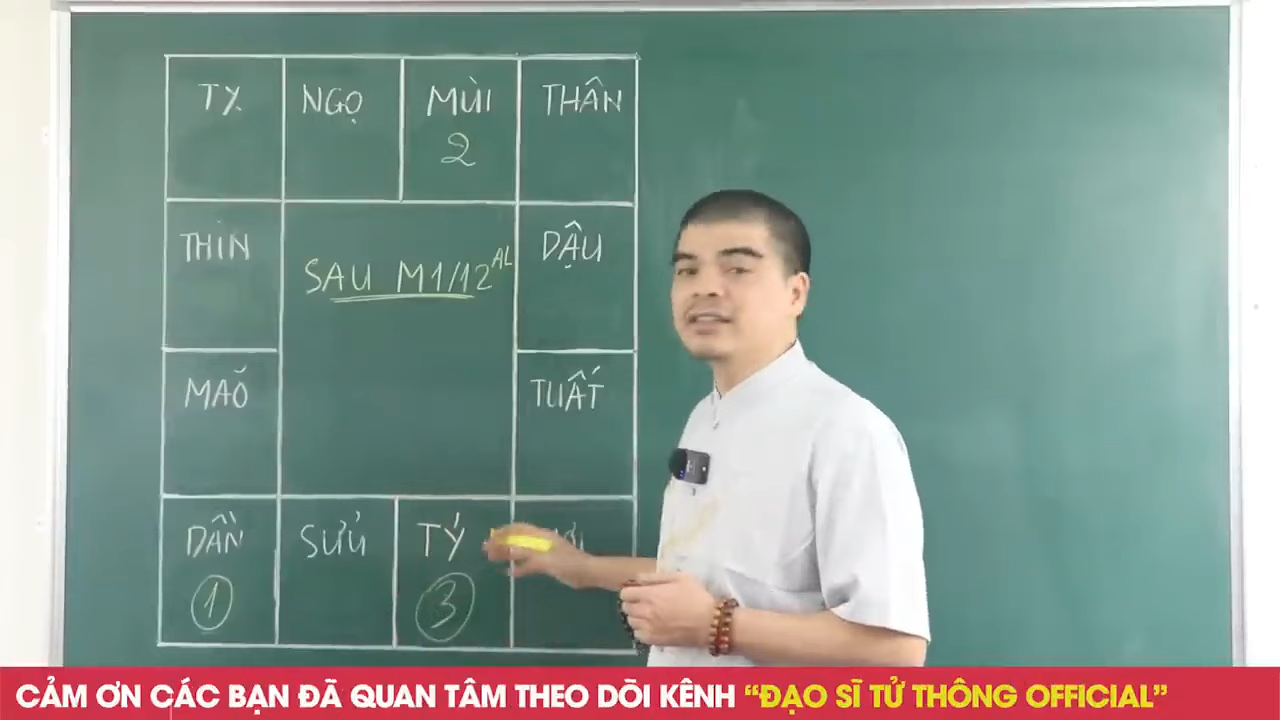 TỴ NGỌ MÙI THÂN
2
THÌN DẬU
SAU M1/12 AL
MAÕ TUẤT
DẦN SỬU TÝ
1 3
CẢM ƠN CÁC BẠN ĐÃ QUAN TÂM THEO DÕI KÊNH “ĐẠO SĨ TỬ THÔNG OFFICIAL”